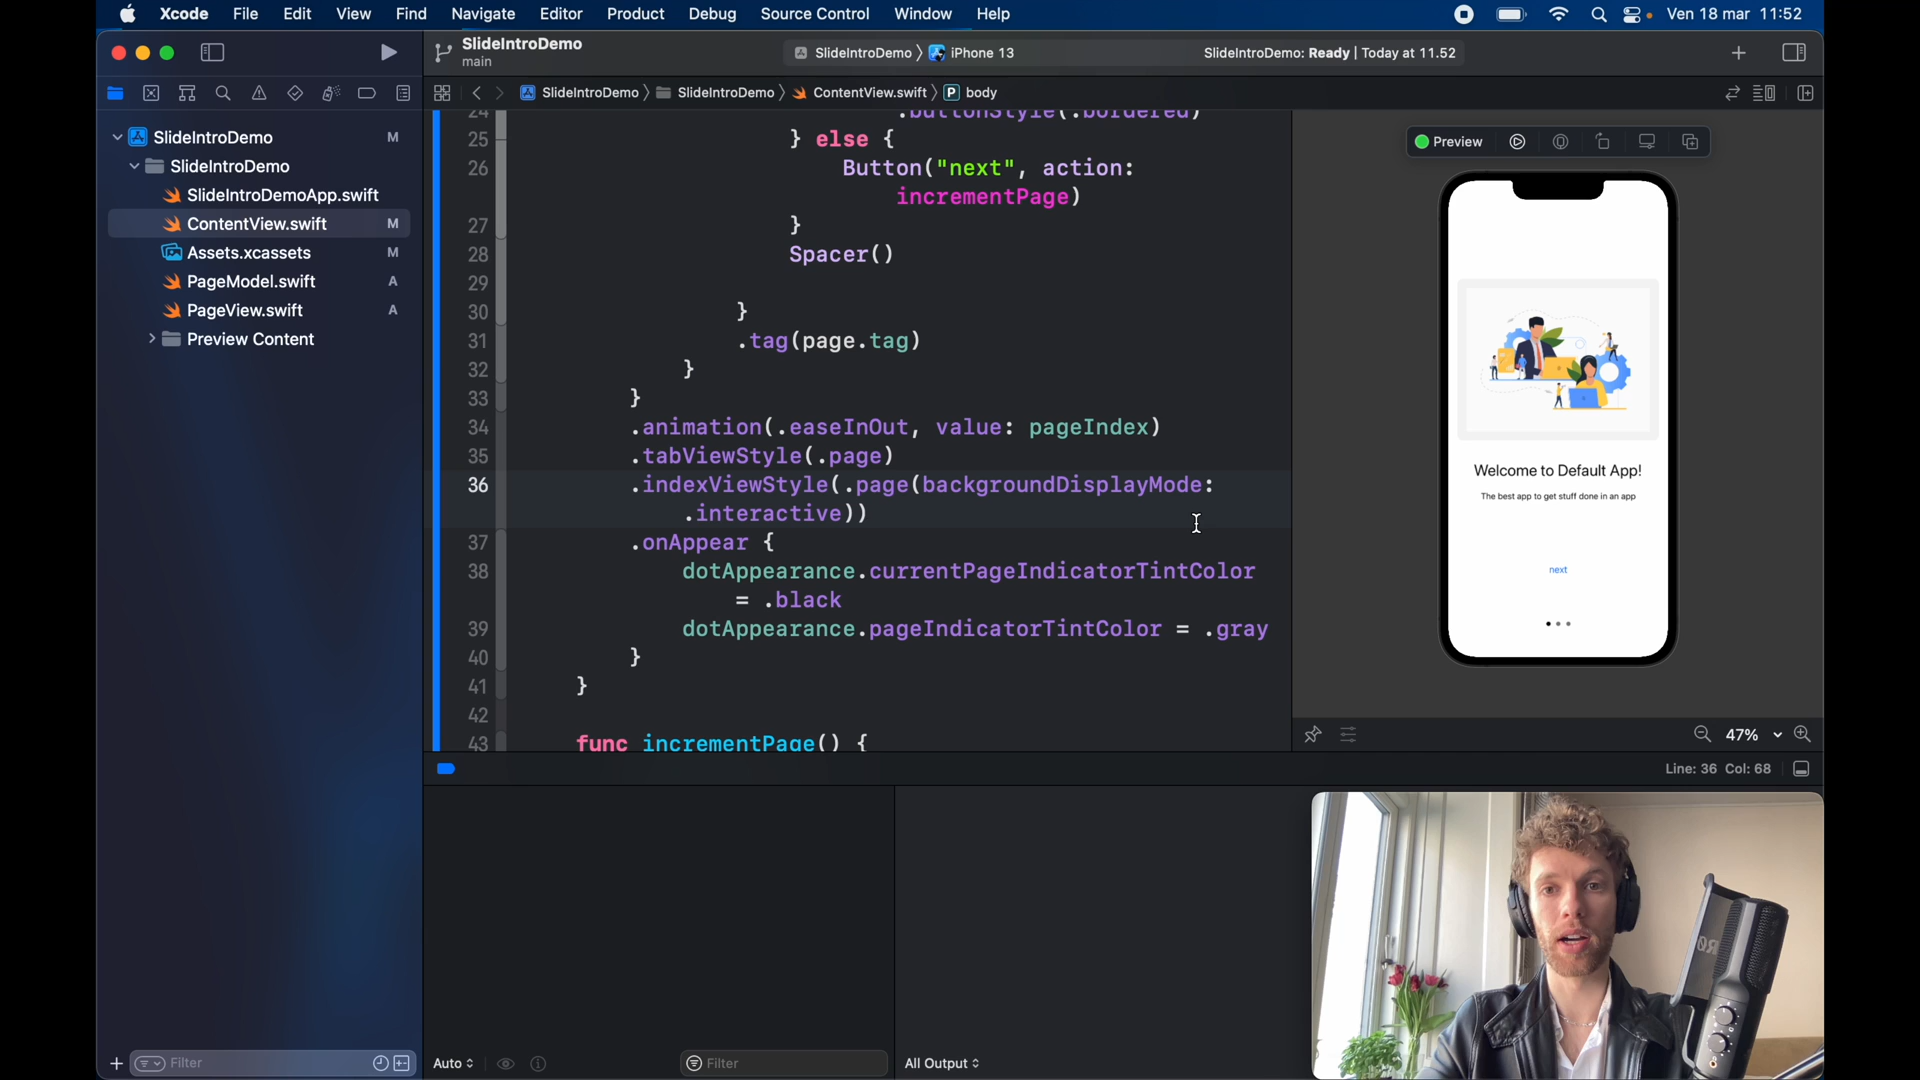 Xcode File Edit View Find Navigate Editor Product Debug Source Control Window Help Ven 18 mar 11:52
SlideIntroDemo
main
SlideIntroDemo iPhone 13 SlideIntroDemo: Ready | Today at 11.52
SlideIntroDemo SlideIntroDemo ContentView.swift P body
SlideIntroDemo M
SlideIntroDemo
SlideIntroDemoApp.swift
ContentView.swift M
Assets.xcassets M
PageModel.swift A
PageView.swift A
Preview Content
24 .buttonStyle(.bordered)
25 } else {
26 Button("next", action:
incrementPage)
27 }
28 Spacer()
29
30 }
31 .tag(page.tag)
32 }
33 }
34 .animation(.easeInOut, value: pageIndex)
35 .tabViewStyle(.page)
36 .indexViewStyle(.page(backgroundDisplayMode:
.interactive))
37 .onAppear {
38 dotAppearance.currentPageIndicatorTintColor
= .black
39 dotAppearance.pageIndicatorTintColor = .gray
40 }
41 }
42
43 func incrementPage() {
Preview
Welcome to Default App!
The best app to get stuff done in an app
next
47%
Line: 36 Col: 68
Filter
Auto
Filter
All Output